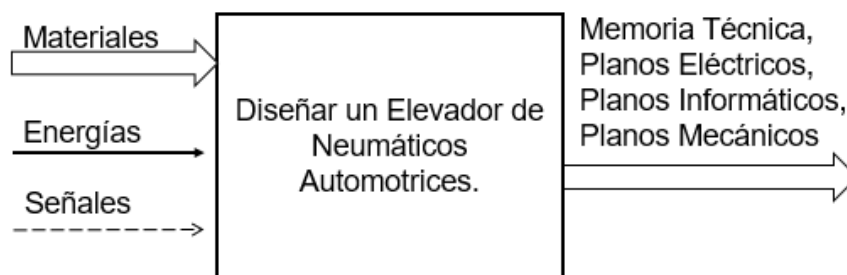 Materiales
Energías
Señales
Diseñar un Elevador de
Neumáticos
Automotrices.
Memoria Técnica,
Planos Eléctricos,
Planos Informáticos,
Planos Mecánicos